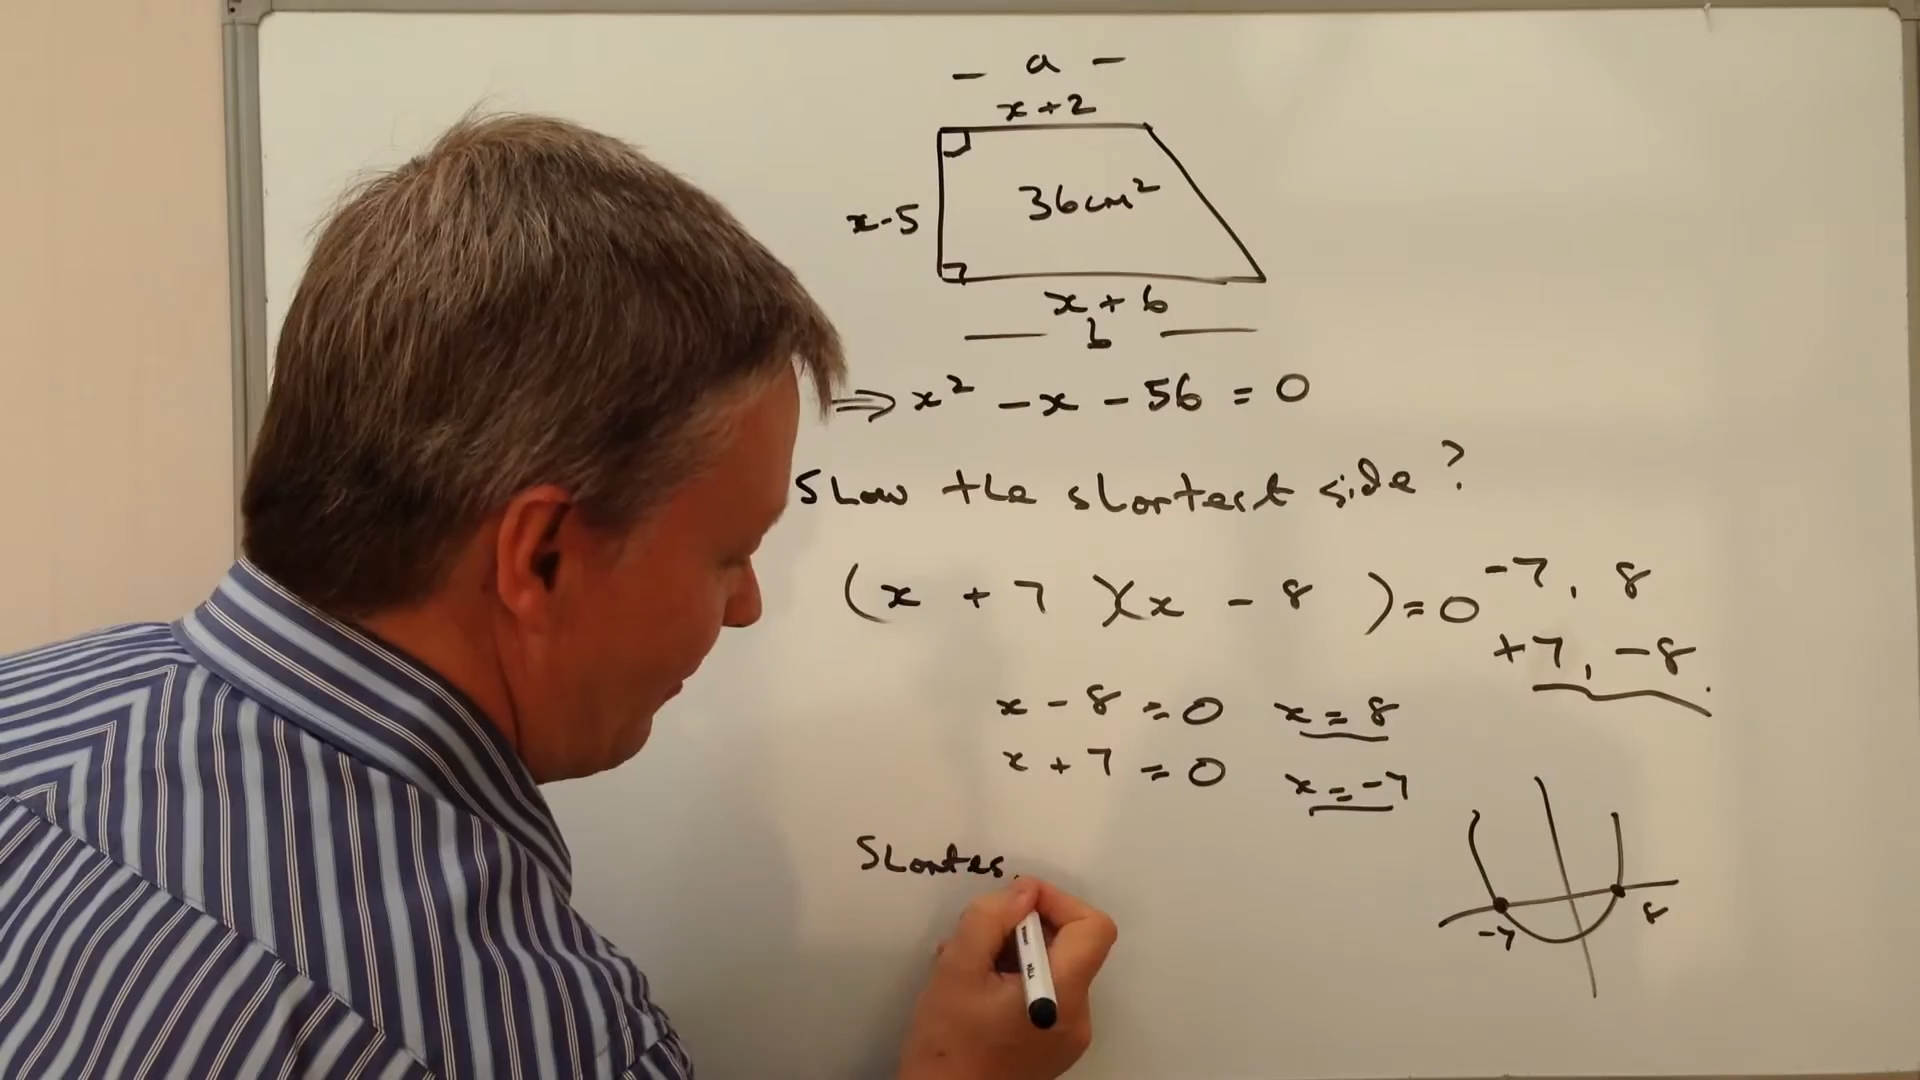 - a -
x+2
36cm²
x-5
x + 6
b
⇒ x² - x - 56 = 0
Show the shortest side?
(x + 7)(x - 8) = 0
-7, 8
+7, -8
x - 8 = 0 x = 8
x + 7 = 0 x = -7
Shortes
-7 8